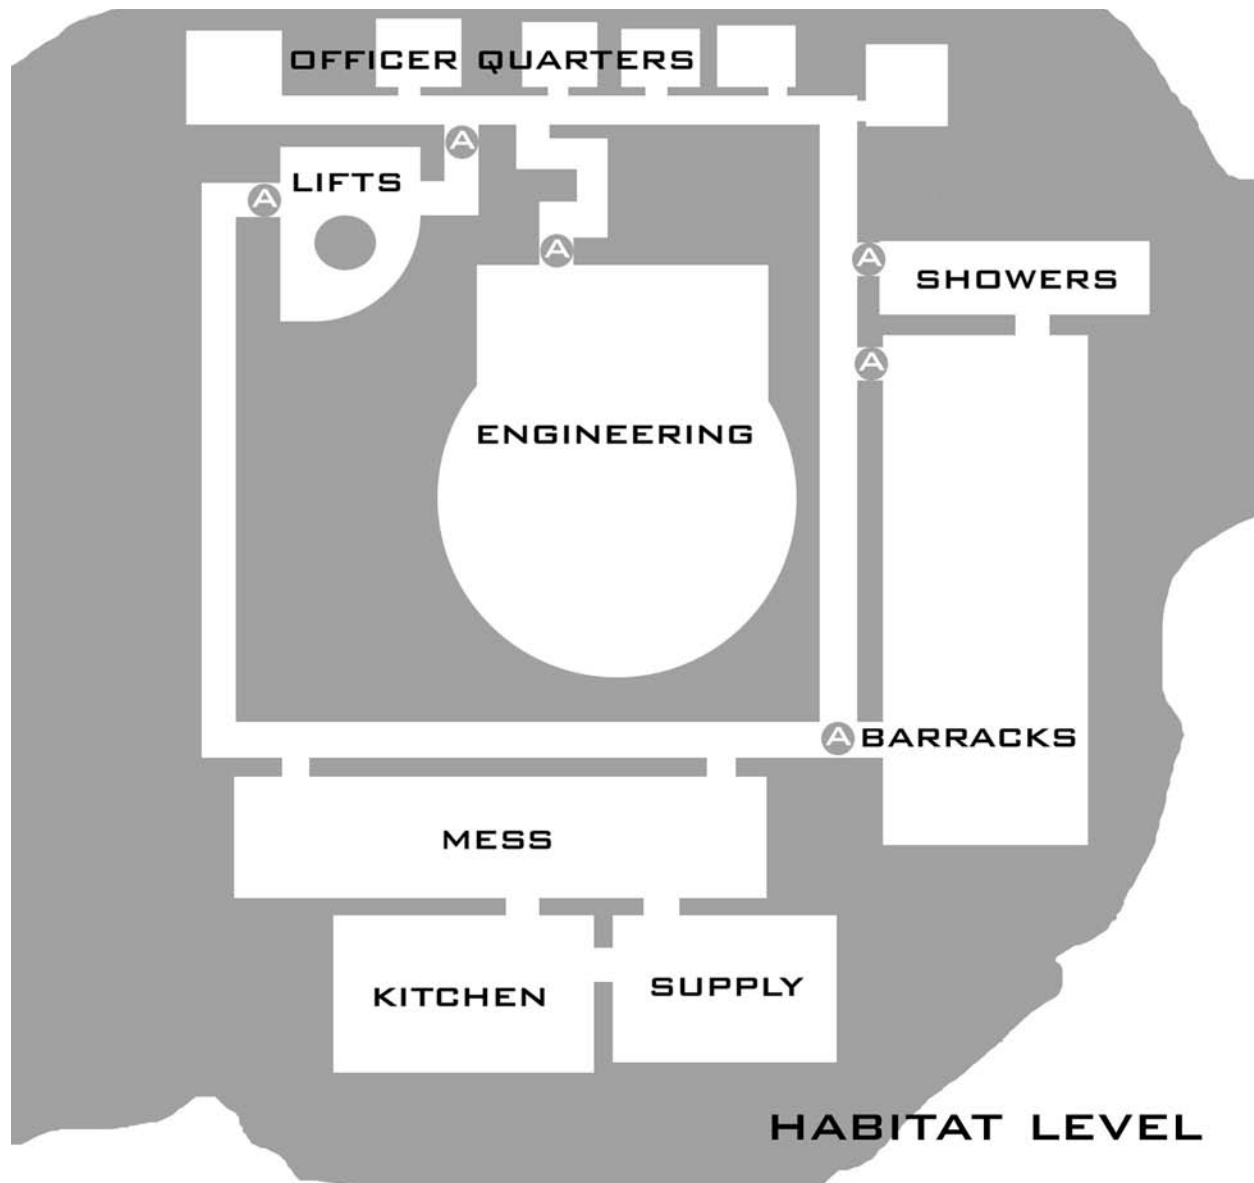 OFFICER QUARTERS
A
LIFTS
A
A
A
SHOWERS
A
ENGINEERING
A BARRACKS
MESS
KITCHEN
SUPPLY
HABITAT LEVEL